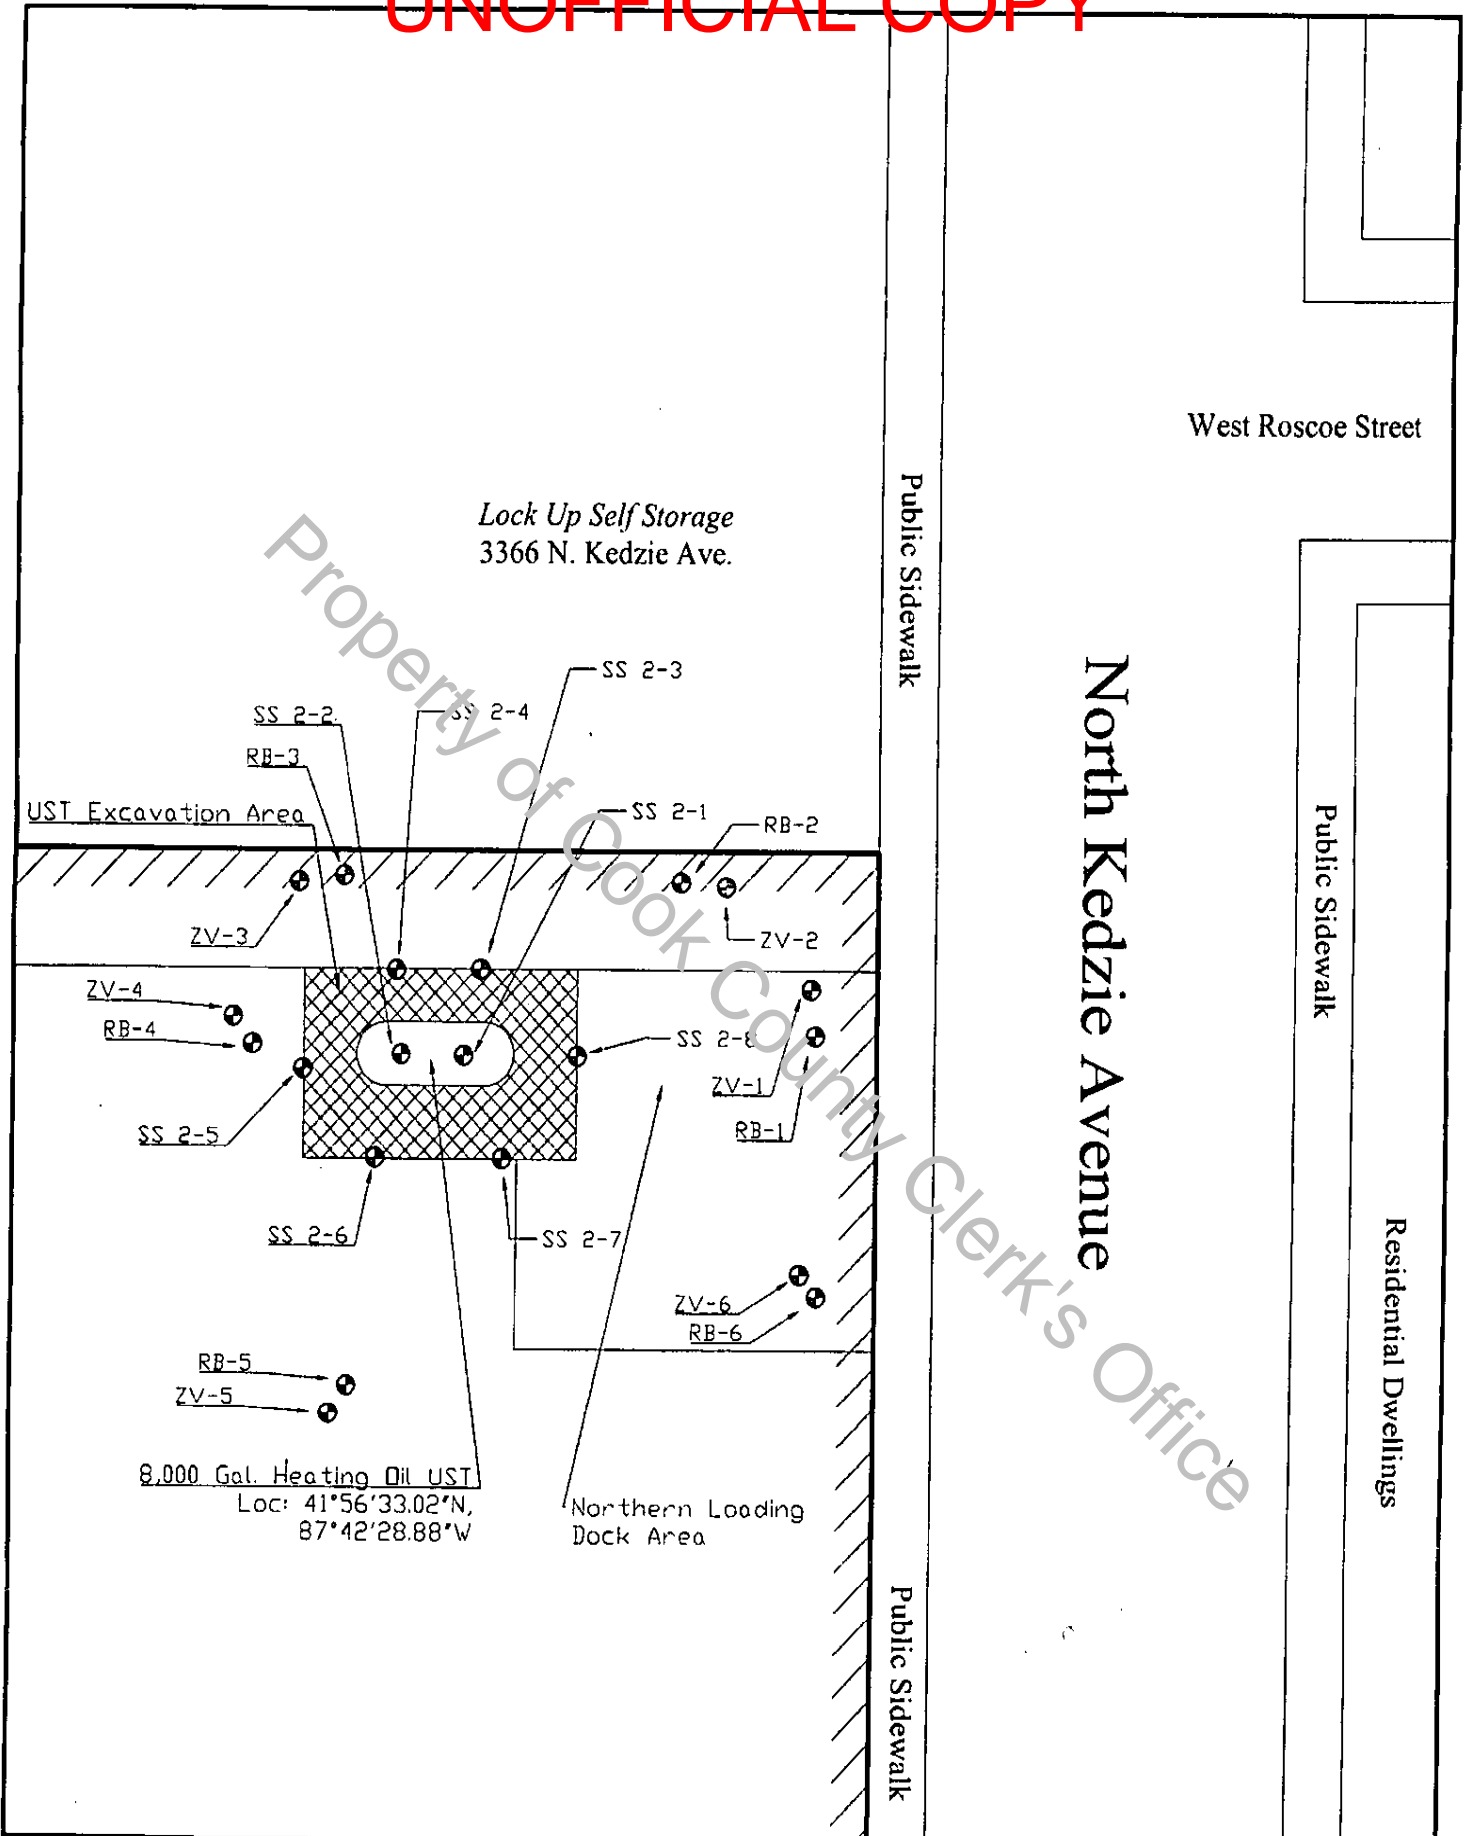 UNOFFICIAL COPY
West Roscoe Street
Lock Up Self Storage
3366 N. Kedzie Ave.
Public Sidewalk
North Kedzie Avenue
Public Sidewalk
Residential Dwellings
Public Sidewalk
SS 2-3
SS 2-2
SS 2-4
RB-3
UST Excavation Area
SS 2-1
RB-2
ZV-3
ZV-2
ZV-4
RB-4
SS 2-8
ZV-1
RB-1
SS 2-5
SS 2-6
SS 2-7
ZV-6
RB-6
RB-5
ZV-5
8,000 Gal. Heating Oil UST
Loc: 41°56'33.02"N,
87°42'28.88"W
Northern Loading
Dock Area
Property of Cook County Clerk's Office